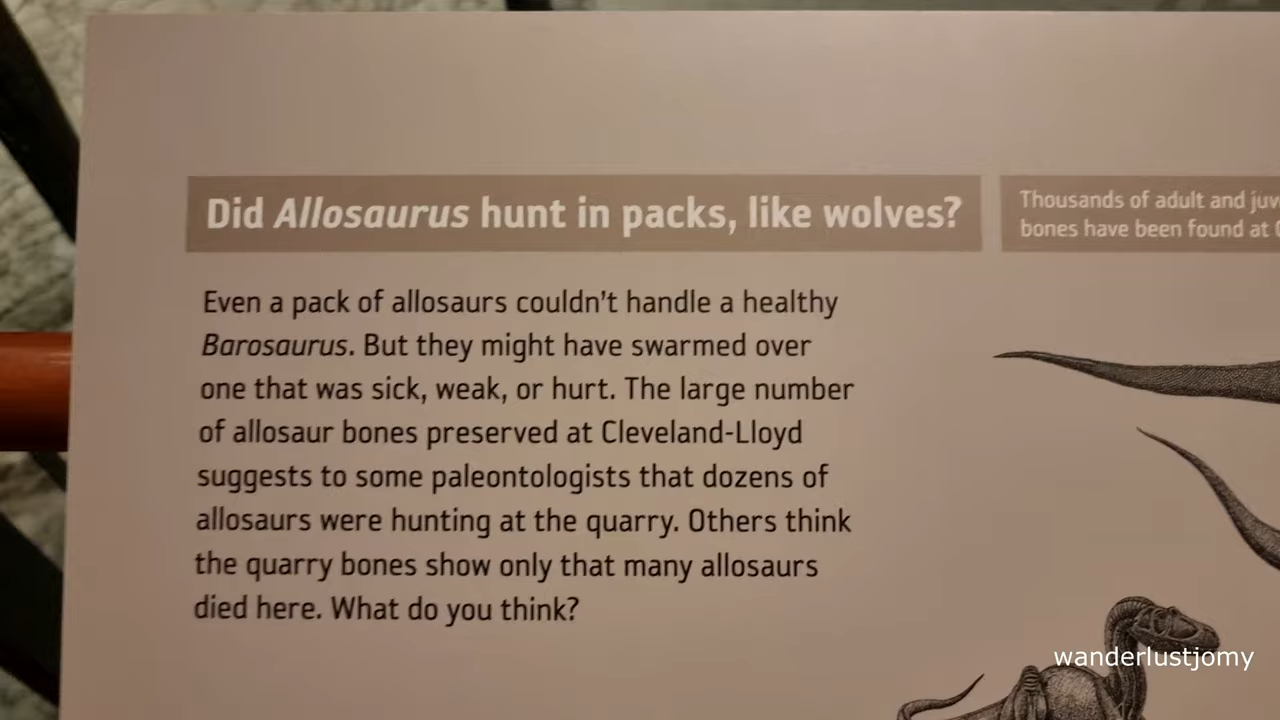 Did Allosaurus hunt in packs, like wolves?
Thousands of adult and
bones have been found at
Even a pack of allosaurs couldn't handle a healthy
Barosaurus. But they might have swarmed over
one that was sick, weak, or hurt. The large number
of allosaur bones preserved at Cleveland-Lloyd
suggests to some paleontologists that dozens of
allosaurs were hunting at the quarry. Others think
the quarry bones show only that many allosaurs
died here. What do you think?
wanderlustjomy